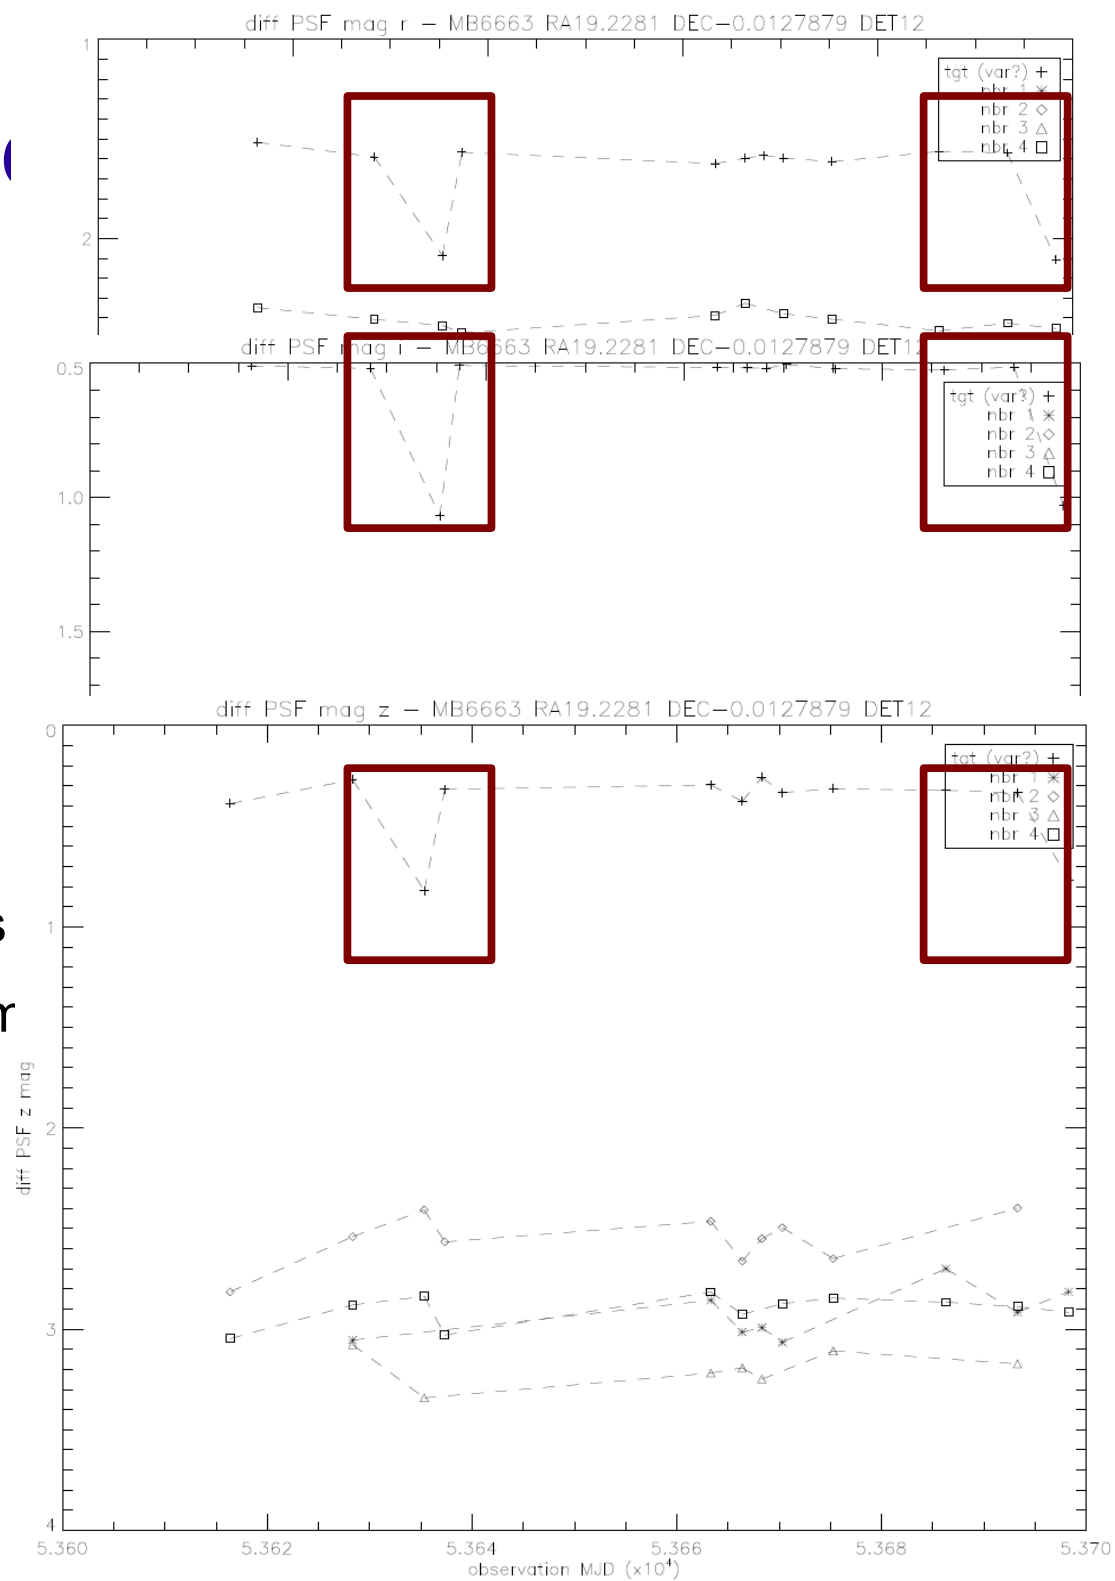 diff PSF mag r – MB6663 RA19.2281 DEC-0.0127879 DET12
1
tgt (var?)
nbr 1
nbr 2
nbr 3
nbr 4
2
diff PSF mag i – MB6663 RA19.2281 DEC-0.0127879 DET12
0.5
tgt (var?)
nbr 1
nbr 2
nbr 3
nbr 4
1.0
1.5
diff PSF mag z – MB6663 RA19.2281 DEC-0.0127879 DET12
0
tgt (var?)
nbr 1
nbr 2
nbr 3
nbr 4
s
1
diff PSF z mag
2
3
4
5.360 5.362 5.364 5.366 5.368 5.370
observation MJD (x10⁴)